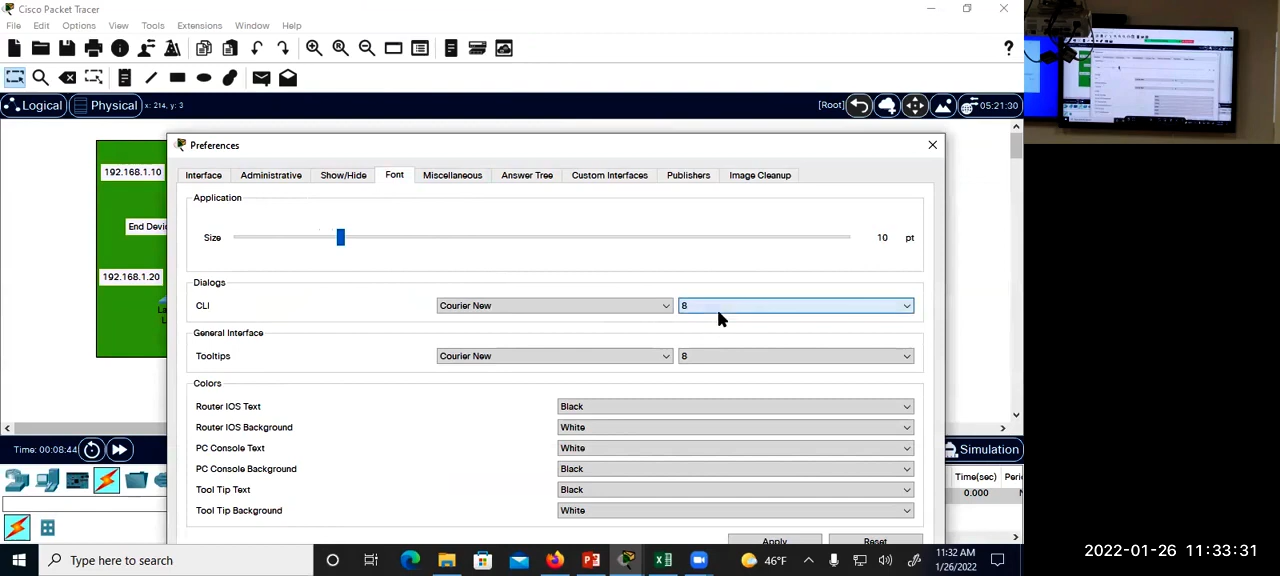 Cisco Packet Tracer
File Edit Options View Tools Extensions Window Help
Logical Physical x: 214, y: 3 [Root] 05:21:30
Preferences
192.168.1.10
Interface Administrative Show/Hide Font Miscellaneous Answer Tree Custom Interfaces Publishers Image Cleanup
Application
End Devi
Size 10 pt
192.168.1.20
Dialogs
La
CLI Courier New 8
L
General Interface
Tooltips Courier New 8
Colors
Router IOS Text Black
Router IOS Background White
PC Console Text White
PC Console Background Black
Tool Tip Text Black
Tool Tip Background White
Apply Reset
Time: 00:08:44 Simulation
Time(sec) Peri
0.000
Type here to search 46°F 11:32 AM
1/26/2022
2022-01-26 11:33:31